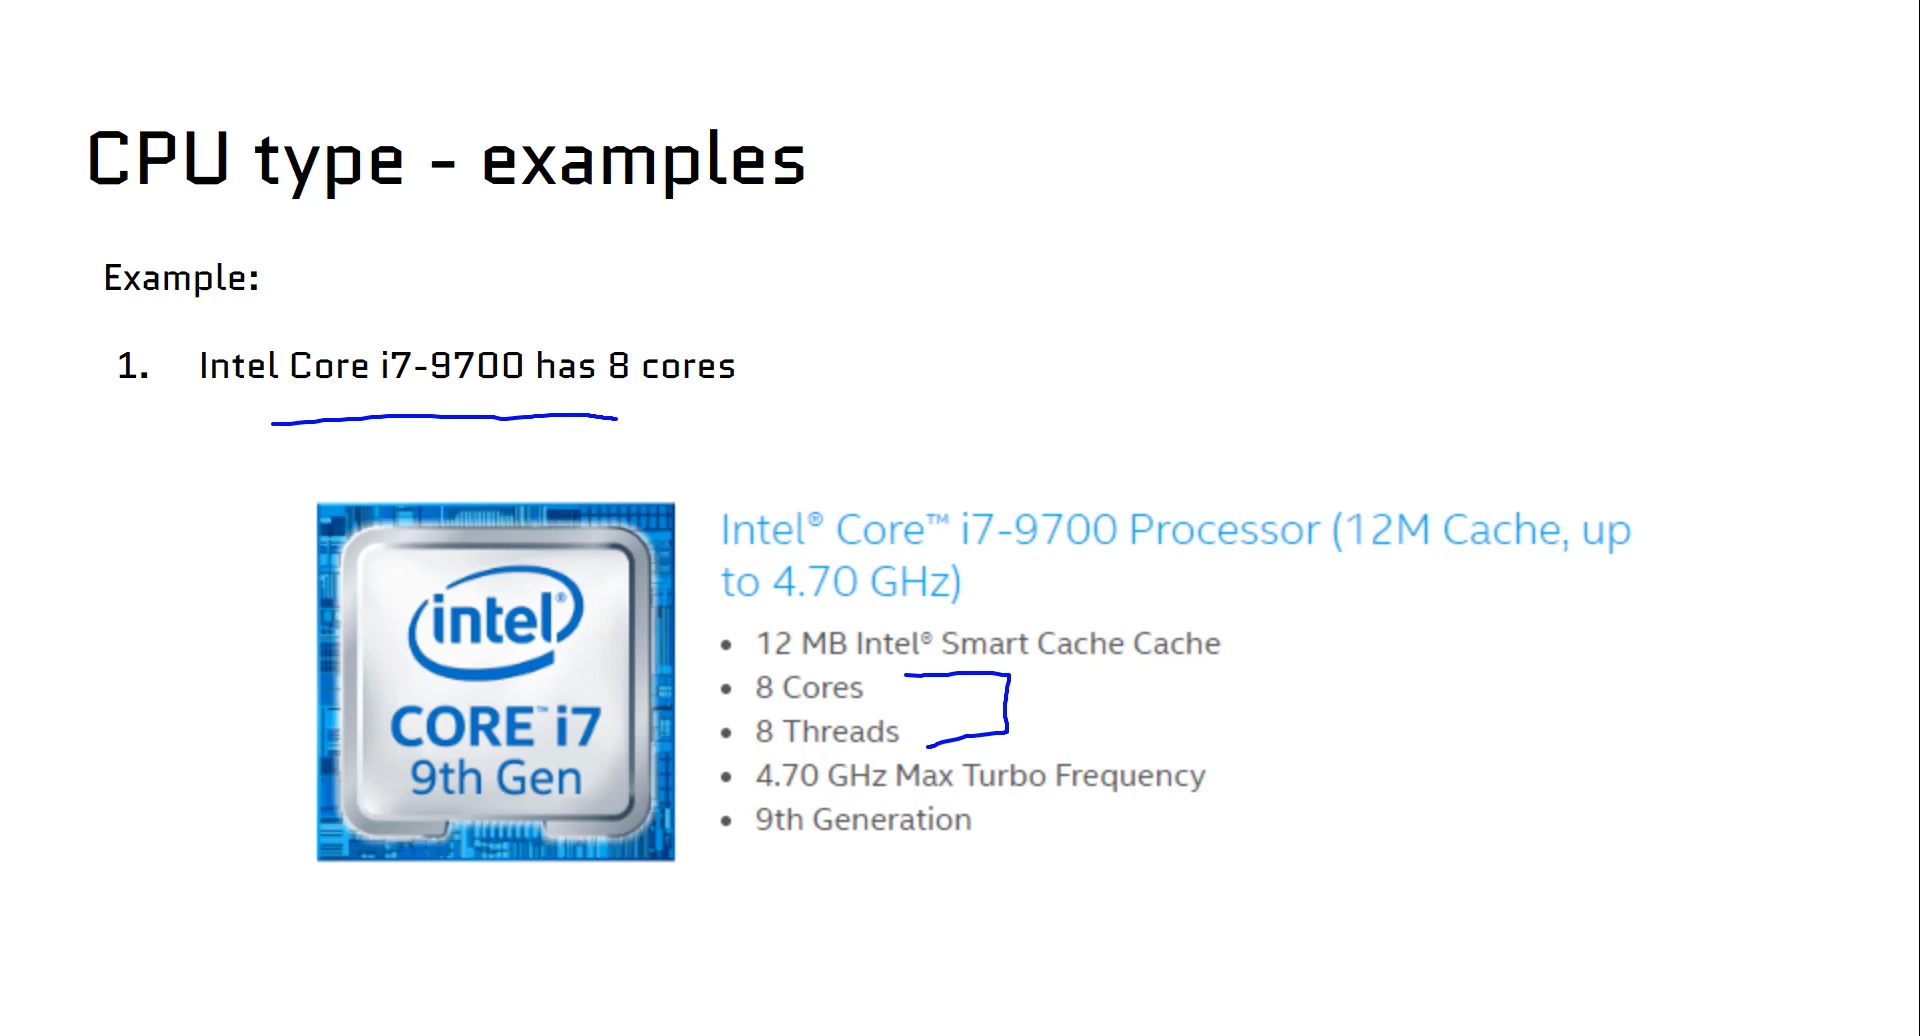 CPU type - examples
Example:
1. Intel Core i7-9700 has 8 cores
intel®
CORE™ i7
9th Gen
Intel® Core™ i7-9700 Processor (12M Cache, up
to 4.70 GHz)
• 12 MB Intel® Smart Cache Cache
• 8 Cores
• 8 Threads
• 4.70 GHz Max Turbo Frequency
• 9th Generation